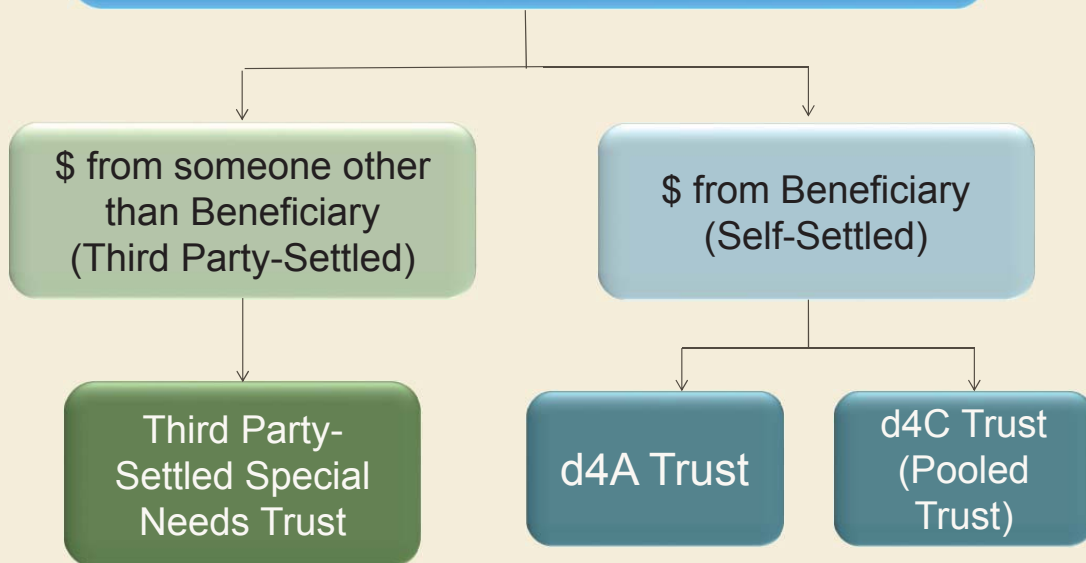 $ from someone other
than Beneficiary
(Third Party-Settled)
$ from Beneficiary
(Self-Settled)
Third Party-
Settled Special
Needs Trust
d4A Trust
d4C Trust
(Pooled
Trust)